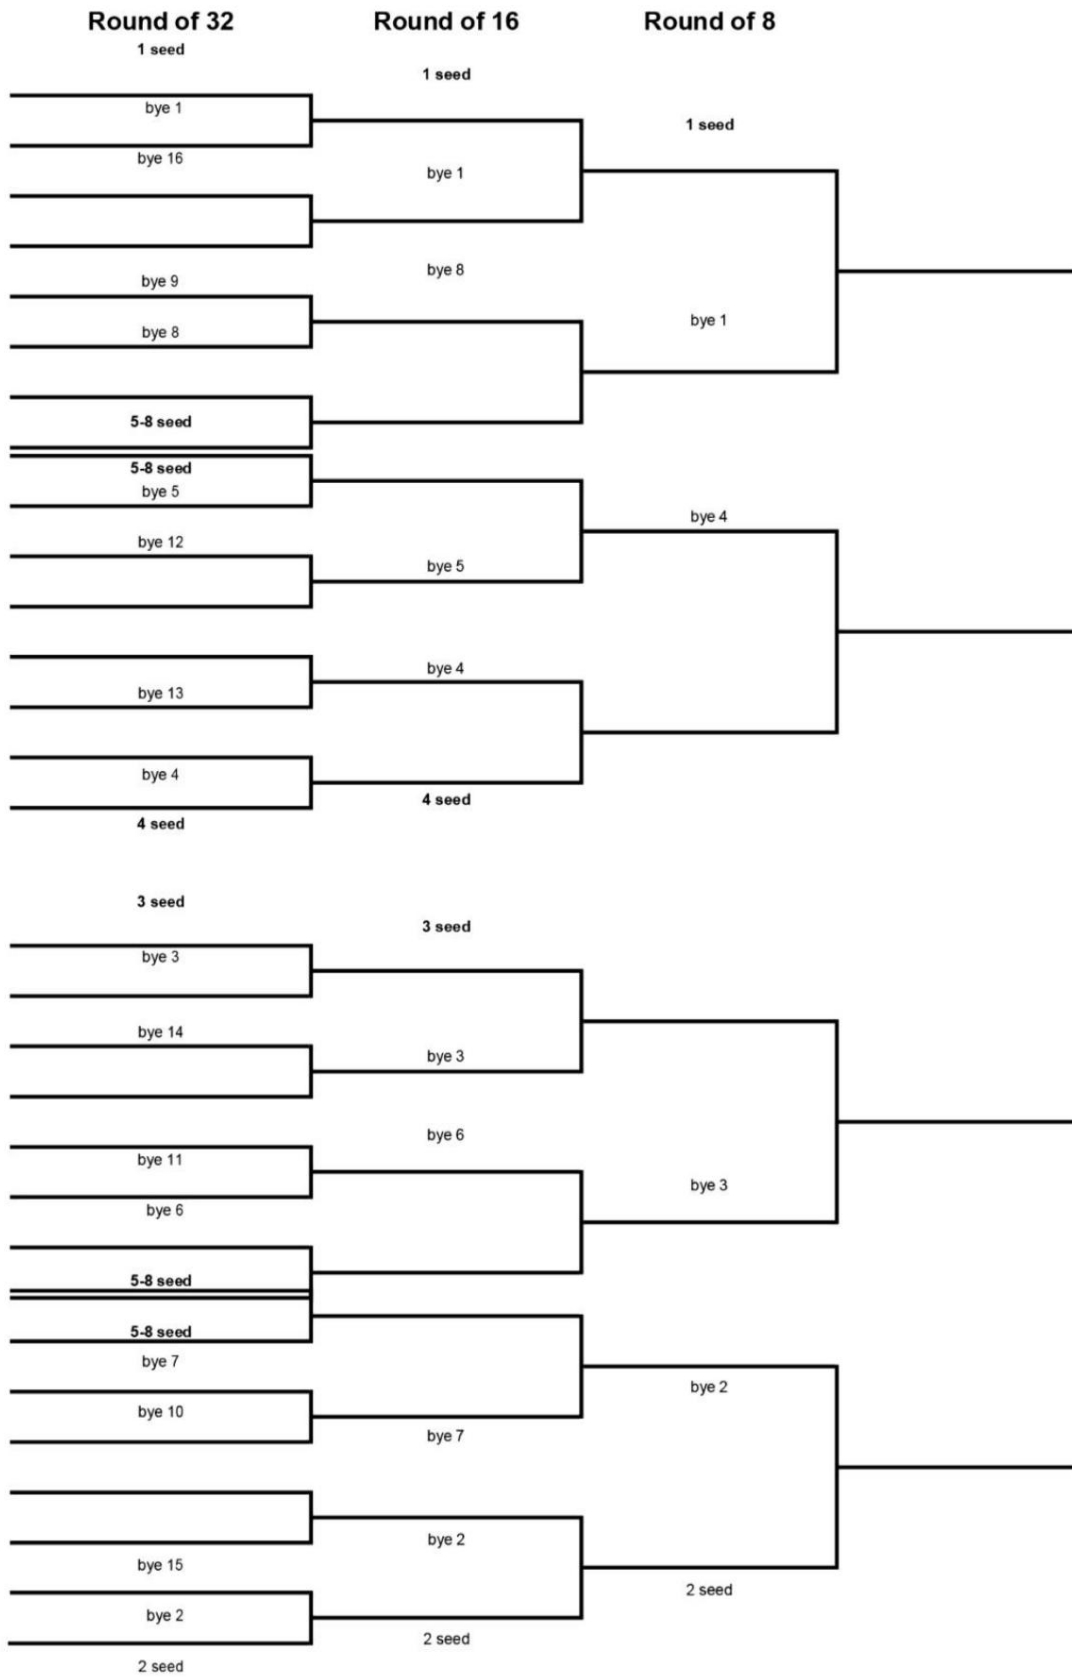 Round of 32
Round of 16
Round of 8
1 seed
1 seed
bye 1
1 seed
bye 16
bye 1
bye 8
bye 9
bye 1
bye 8
5-8 seed
5-8 seed
bye 5
bye 4
bye 12
bye 5
bye 4
bye 13
bye 4
4 seed
4 seed
3 seed
3 seed
bye 3
bye 14
bye 3
bye 6
bye 11
bye 3
bye 6
5-8 seed
5-8 seed
bye 7
bye 2
bye 10
bye 7
bye 2
bye 15
2 seed
bye 2
2 seed
2 seed